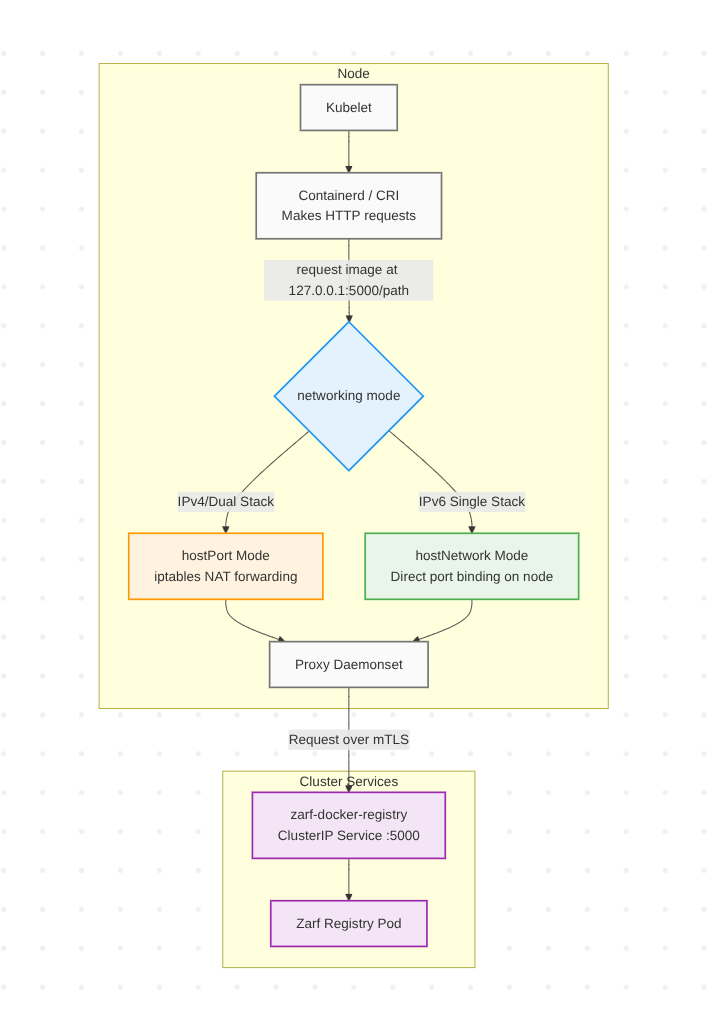 Node
Kubelet
Containerd / CRI
Makes HTTP requests
request image at
127.0.0.1:5000/path
networking mode
IPv4/Dual Stack
IPv6 Single Stack
hostPort Mode
iptables NAT forwarding
hostNetwork Mode
Direct port binding on node
Proxy Daemonset
Request over mTLS
Cluster Services
zarf-docker-registry
ClusterIP Service :5000
Zarf Registry Pod